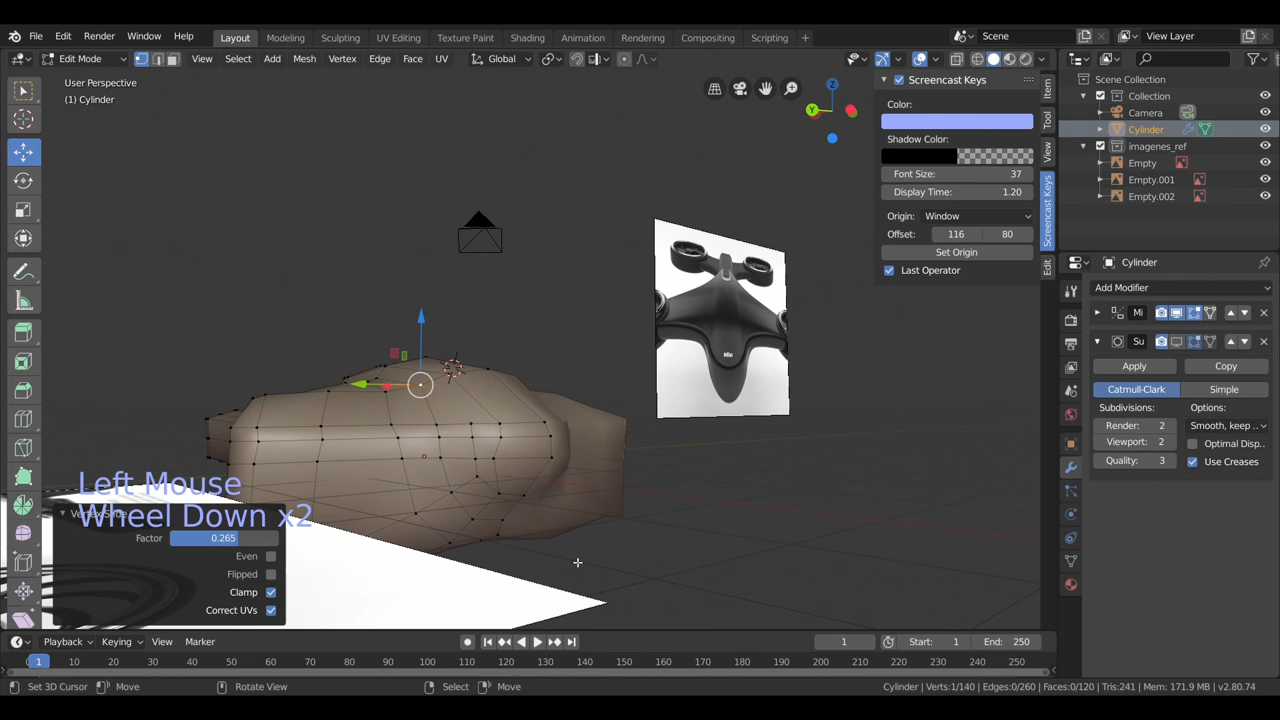 File Edit Render Window Help Layout Modeling Sculpting UV Editing Texture Paint Shading Animation Rendering Compositing Scripting + Scene View Layer
Edit Mode View Select Add Mesh Vertex Edge Face UV Global
User Perspective
(1) Cylinder
Y
Z
Screencast Keys
Color:
Shadow Color:
Font Size: 37
Display Time: 1.20
Origin: Window
Offset: 116 80
Set Origin
Last Operator
Item
Tool
View
Screencast Keys
Edit
Scene Collection
Collection
Camera
Cylinder
imagenes_ref
Empty
Empty.001
Empty.002
Cylinder
Add Modifier
Mi
Su
Apply Copy
Catmull-Clark Simple
Subdivisions: Options:
Render: 2 Smooth, keep ..
Viewport: 2 Optimal Disp..
Quality: 3 Use Creases
Left Mouse
Wheel Down x2
Vertex Slide
Factor 0.265
Even
Flipped
Clamp
Correct UVs
Playback Keying View Marker 1 Start: 1 End: 250
1 10 20 30 40 50 60 70 80 90 100 110 120 130 140 150 160 170 180 190 200 210 220 230 240 250
Set 3D Cursor Move Rotate View Select Move Cylinder | Verts:1/140 | Edges:0/260 | Faces:0/120 | Tris:241 | Mem: 171.9 MB | v2.80.74